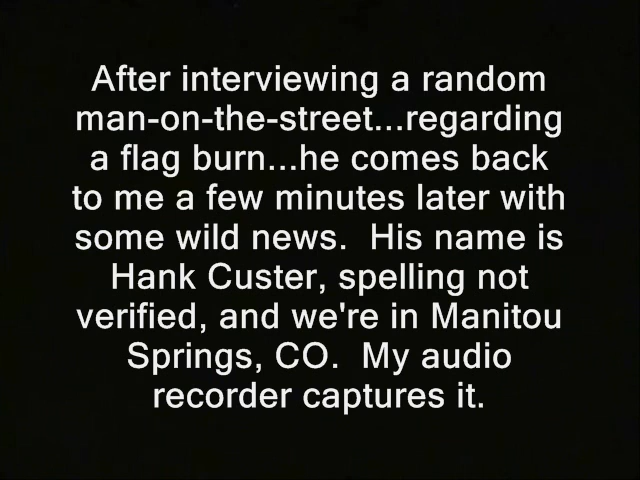 After interviewing a random
man-on-the-street...regarding
a flag burn...he comes back
to me a few minutes later with
some wild news.  His name is
Hank Custer, spelling not
verified, and we're in Manitou
Springs, CO.  My audio
recorder captures it.